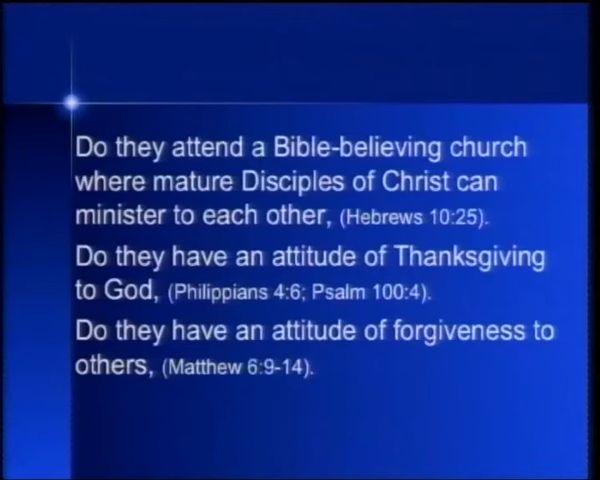 Do they attend a Bible-believing church
where mature Disciples of Christ can
minister to each other, (Hebrews 10:25).
Do they have an attitude of Thanksgiving
to God, (Philippians 4:6; Psalm 100:4).
Do they have an attitude of forgiveness to
others, (Matthew 6:9-14).